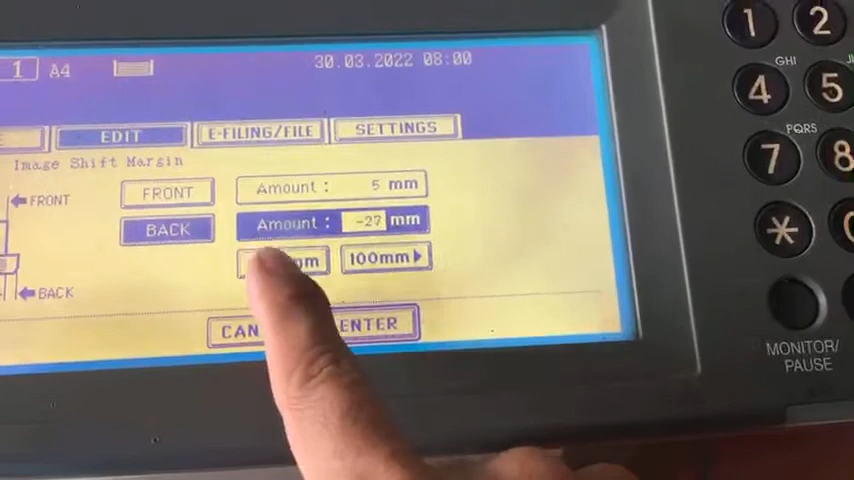 1 A4 30.03.2022 08:00
EDIT E-FILING/FILE SETTINGS
Image Shift Margin
FRONT FRONT Amount : 5 mm
BACK Amount : -27 mm
100mm
BACK
ENTER
1 2
GHI
4 5
PQRS
7 8
*
MONITOR/
PAUSE